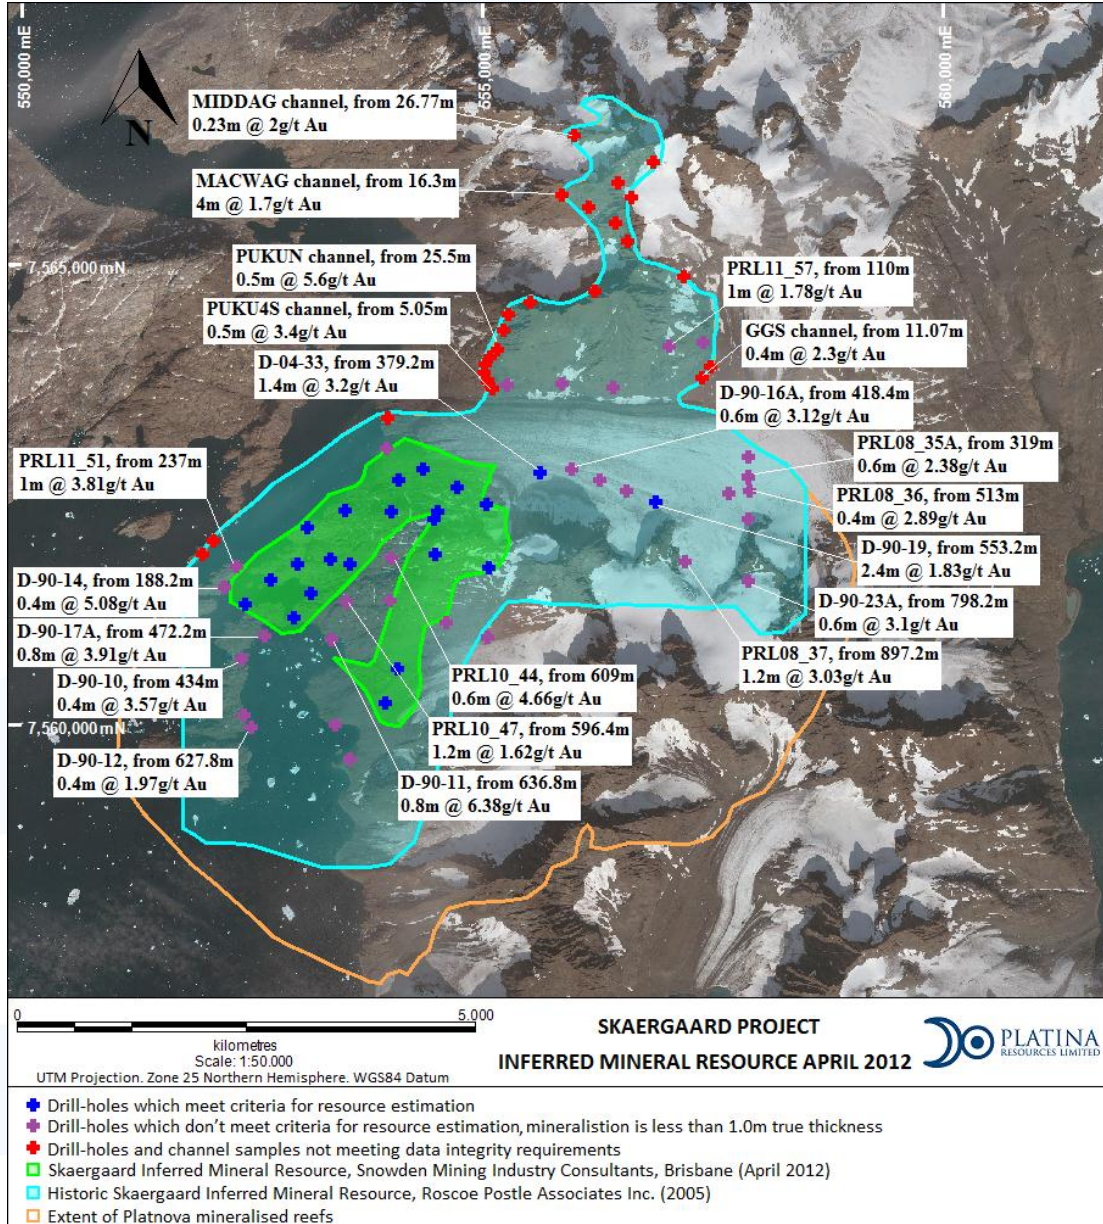 550,000 mE
555,000 mE
560,000 mE
N
MIDDAG channel, from 26.77m
0.23m @ 2g/t Au
MACWAG channel, from 16.3m
4m @ 1.7g/t Au
7,565,000 mN
PUKUN channel, from 25.5m
0.5m @ 5.6g/t Au
PRL11_57, from 110m
1m @ 1.78g/t Au
PUKU4S channel, from 5.05m
0.5m @ 3.4g/t Au
GGS channel, from 11.07m
0.4m @ 2.3g/t Au
D-04-33, from 379.2m
1.4m @ 3.2g/t Au
D-90-16A, from 418.4m
0.6m @ 3.12g/t Au
PRL08_35A, from 319m
0.6m @ 2.38g/t Au
PRL11_51, from 237m
1m @ 3.81g/t Au
PRL08_36, from 513m
0.4m @ 2.89g/t Au
D-90-19, from 553.2m
2.4m @ 1.83g/t Au
D-90-14, from 188.2m
0.4m @ 5.08g/t Au
D-90-23A, from 798.2m
0.6m @ 3.1g/t Au
D-90-17A, from 472.2m
0.8m @ 3.91g/t Au
PRL08_37, from 897.2m
1.2m @ 3.03g/t Au
D-90-10, from 434m
0.4m @ 3.57g/t Au
PRL10_44, from 609m
0.6m @ 4.66g/t Au
7,560,000 mN
PRL10_47, from 596.4m
1.2m @ 1.62g/t Au
D-90-12, from 627.8m
0.4m @ 1.97g/t Au
D-90-11, from 636.8m
0.8m @ 6.38g/t Au
0
5.000
kilometres
Scale: 1:50.000
UTM Projection. Zone 25 Northern Hemisphere. WGS84 Datum
SKAERGAARD PROJECT
INFERRED MINERAL RESOURCE APRIL 2012
PLATINA
RESOURCES LIMITED
Drill-holes which meet criteria for resource estimation
Drill-holes which don't meet criteria for resource estimation, mineralistion is less than 1.0m true thickness
Drill-holes and channel samples not meeting data integrity requirements
Skaergaard Inferred Mineral Resource, Snowden Mining Industry Consultants, Brisbane (April 2012)
Historic Skaergaard Inferred Mineral Resource, Roscoe Postle Associates Inc. (2005)
Extent of Platnova mineralised reefs